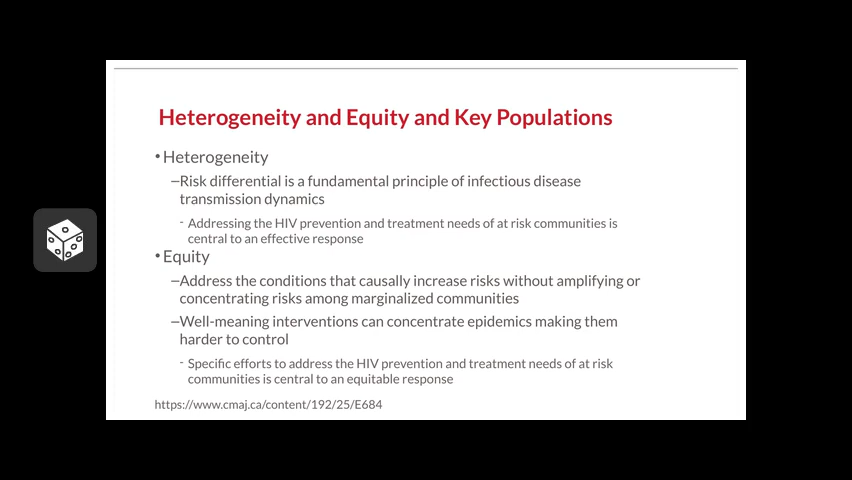 Heterogeneity and Equity and Key Populations
•Heterogeneity
–Risk differential is a fundamental principle of infectious disease
transmission dynamics
- Addressing the HIV prevention and treatment needs of at risk communities is
central to an effective response
•Equity
–Address the conditions that causally increase risks without amplifying or
concentrating risks among marginalized communities
–Well-meaning interventions can concentrate epidemics making them
harder to control
- Specific efforts to address the HIV prevention and treatment needs of at risk
communities is central to an equitable response
https://www.cmaj.ca/content/192/25/E684